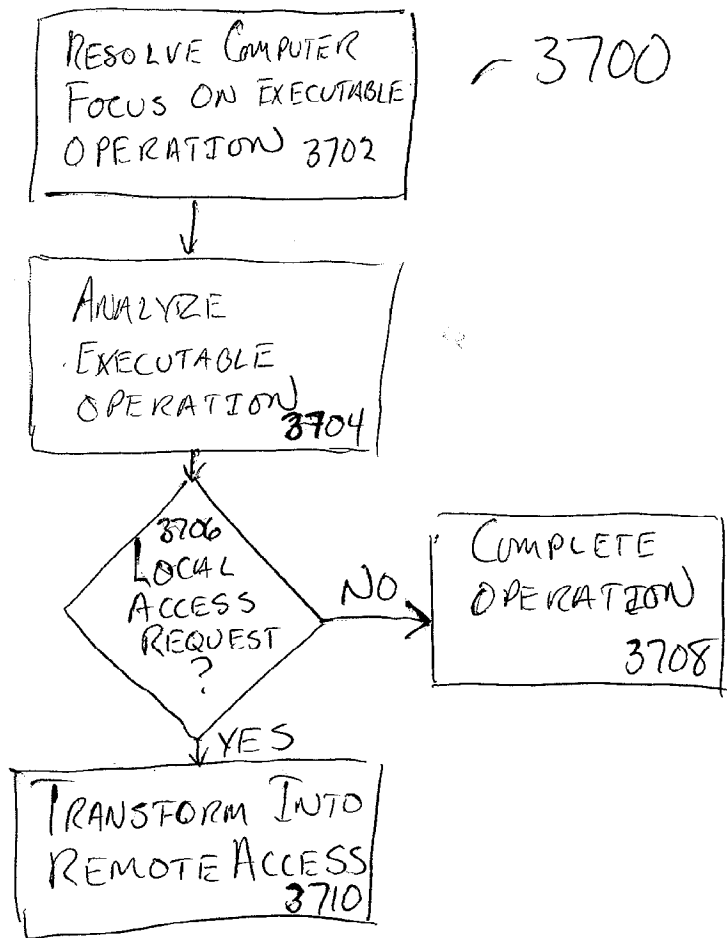 RESOLVE COMPUTER
FOCUS ON EXECUTABLE
OPERATION 3702
3700
ANALYZE
EXECUTABLE
OPERATION
3704
3706
LOCAL
ACCESS
REQUEST
?
NO
COMPLETE
OPERATION
3708
YES
TRANSFORM INTO
REMOTE ACCESS
3710